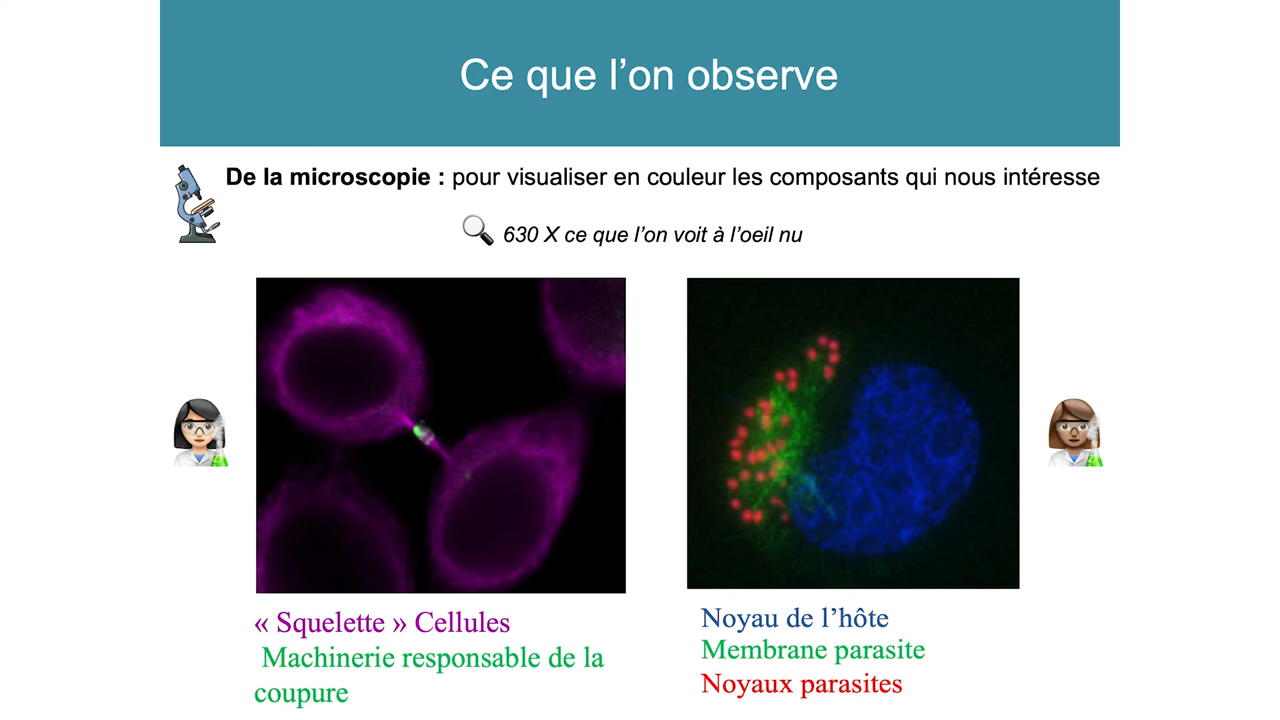 Ce que l’on observe
De la microscopie : pour visualiser en couleur les composants qui nous intéresse
630 X ce que l’on voit à l’oeil nu
« Squelette » Cellules
Machinerie responsable de la
coupure
Noyau de l’hôte
Membrane parasite
Noyaux parasites